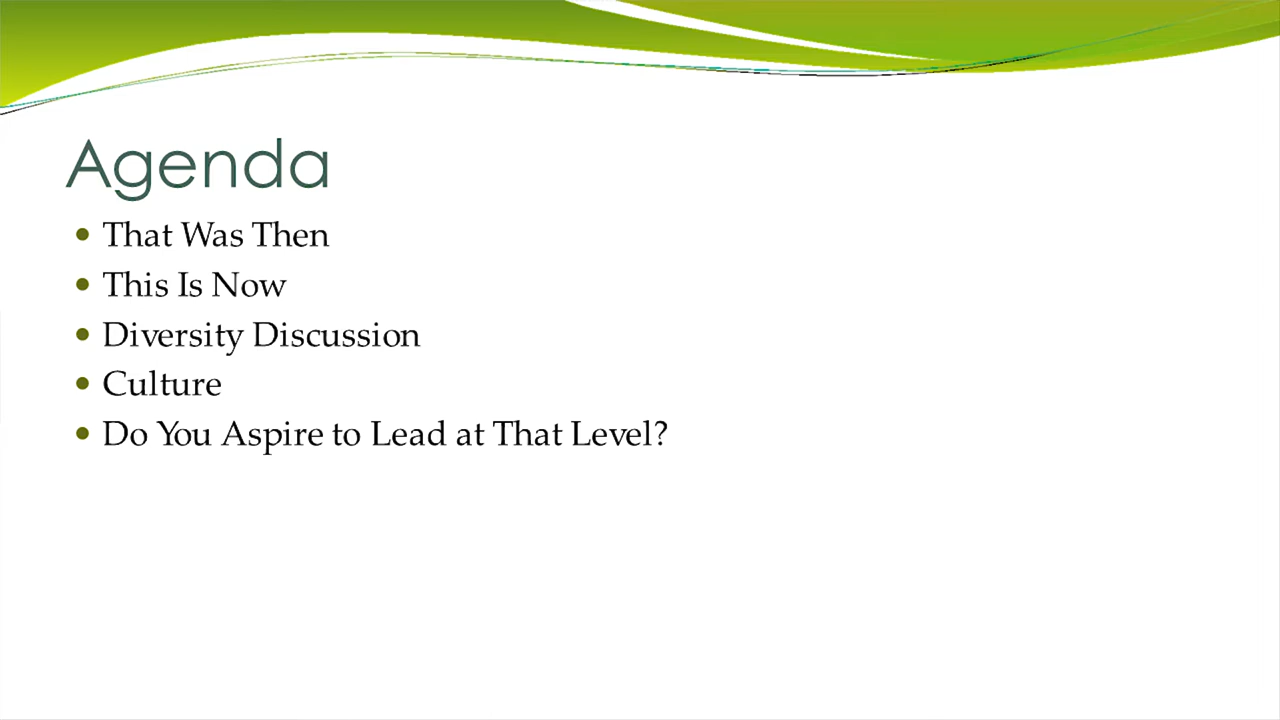 Agenda
• That Was Then
• This Is Now
• Diversity Discussion
• Culture
• Do You Aspire to Lead at That Level?